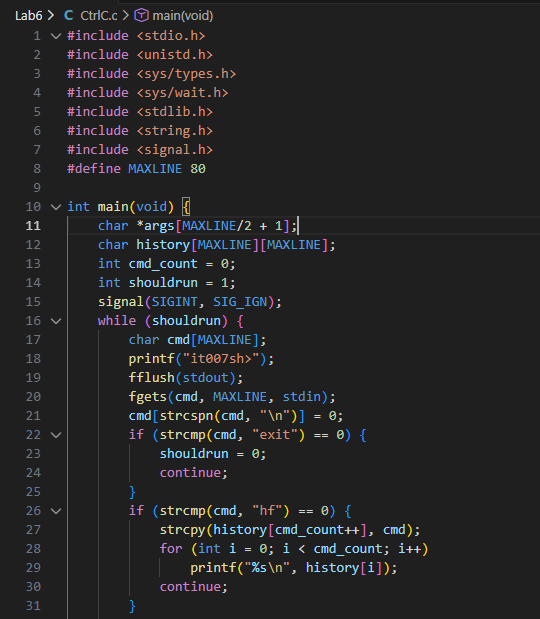 Lab6 > C CtrlC.c > main(void)
1 #include <stdio.h>
2 #include <unistd.h>
3 #include <sys/types.h>
4 #include <sys/wait.h>
5 #include <stdlib.h>
6 #include <string.h>
7 #include <signal.h>
8 #define MAXLINE 80
9
10 int main(void) {
11     char *args[MAXLINE/2 + 1];
12     char history[MAXLINE][MAXLINE];
13     int cmd_count = 0;
14     int shouldrun = 1;
15     signal(SIGINT, SIG_IGN);
16     while (shouldrun) {
17         char cmd[MAXLINE];
18         printf("it007sh>");
19         fflush(stdout);
20         fgets(cmd, MAXLINE, stdin);
21         cmd[strcspn(cmd, "\n")] = 0;
22         if (strcmp(cmd, "exit") == 0) {
23             shouldrun = 0;
24             continue;
25         }
26         if (strcmp(cmd, "hf") == 0) {
27             strcpy(history[cmd_count++], cmd);
28             for (int i = 0; i < cmd_count; i++)
29                 printf("%s\n", history[i]);
30             continue;
31         }